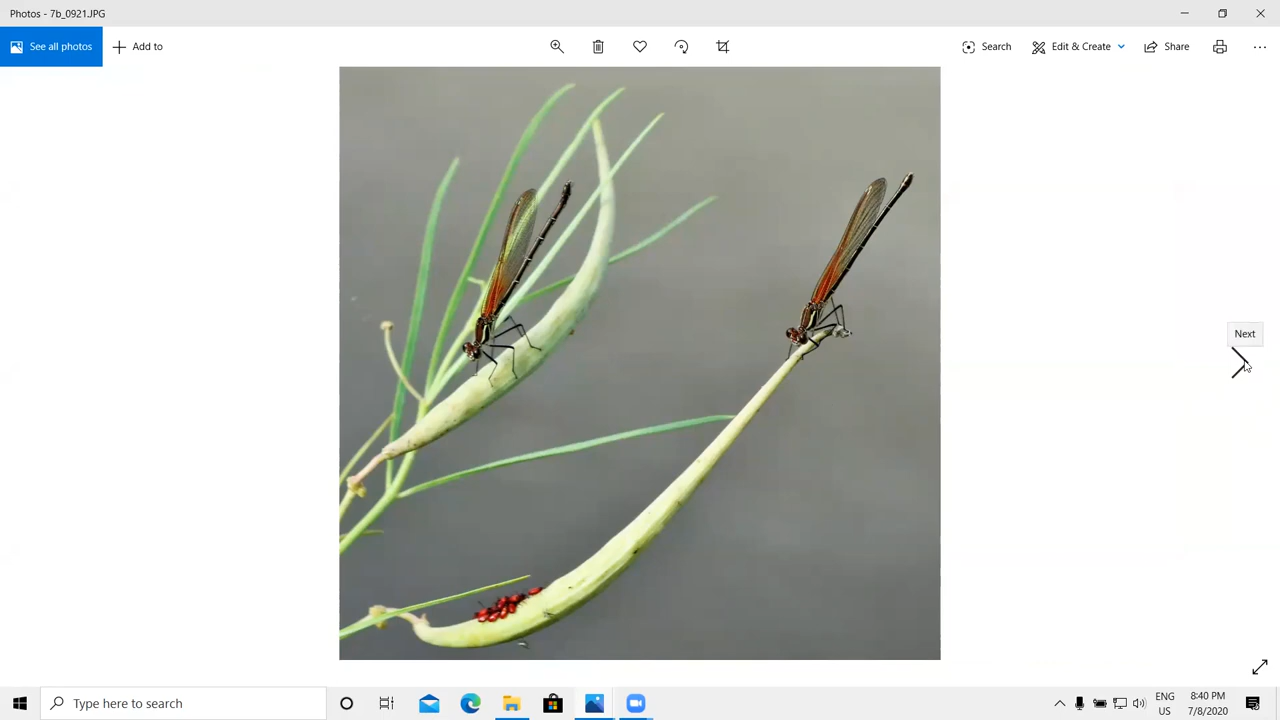 Photos - 7b_0921.JPG
See all photos
Add to
Search
Edit & Create
Share
Next
Type here to search
ENG
US
8:40 PM
7/8/2020